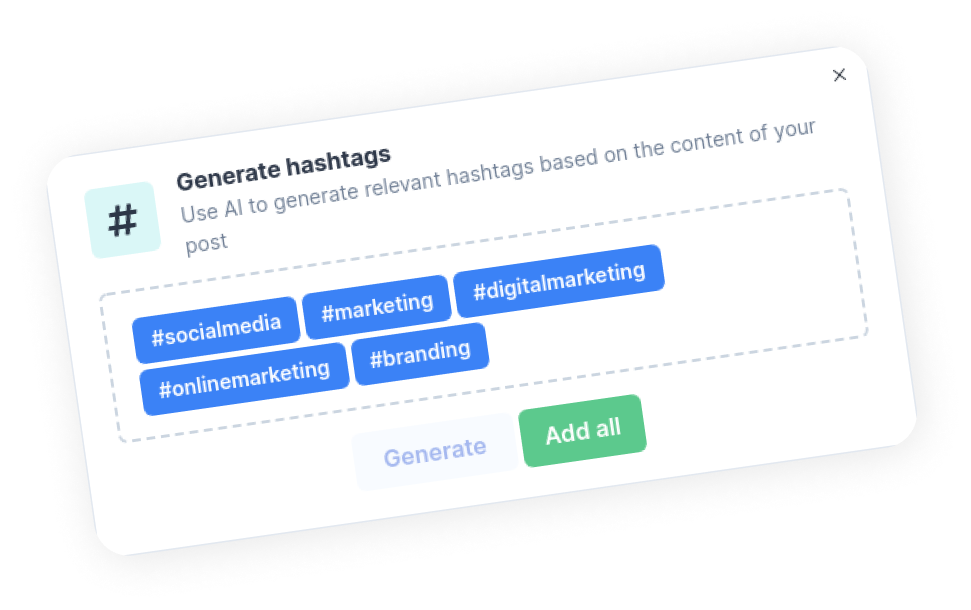 Generate hashtags
Use AI to generate relevant hashtags based on the content of your
post
#
#socialmedia #marketing #digitalmarketing
#onlinemarketing #branding
Generate Add all